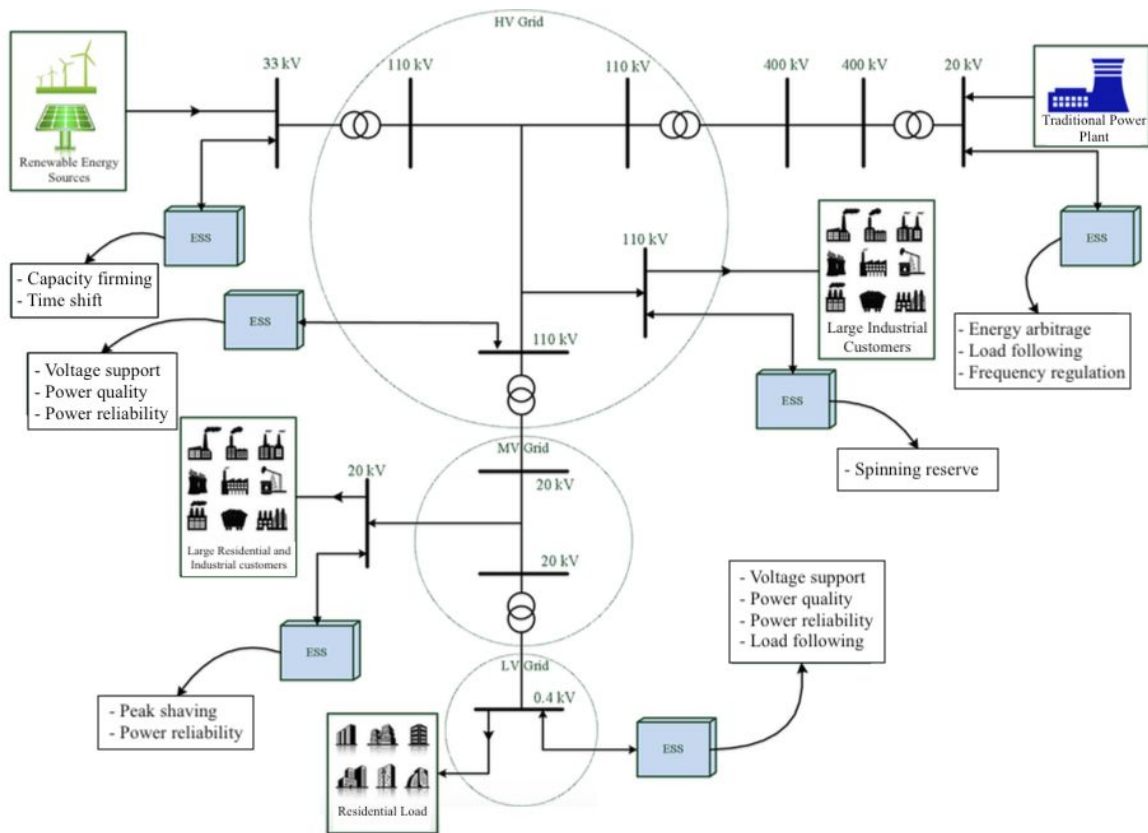 HV Grid
33 kV
110 kV
110 kV
400 kV
400 kV
20 kV
Renewable Energy
Sources
Traditional Power
Plant
ESS
ESS
- Capacity firming
- Time shift
110 kV
Large Industrial
Customers
ESS
110 kV
- Voltage support
- Power quality
- Power reliability
- Energy arbitrage
- Load following
- Frequency regulation
ESS
- Spinning reserve
MV Grid
20 kV
20 kV
Large Residential and
Industrial customers
20 kV
- Voltage support
- Power quality
- Power reliability
- Load following
ESS
LV Grid
0.4 kV
- Peak shaving
- Power reliability
ESS
Residential Load